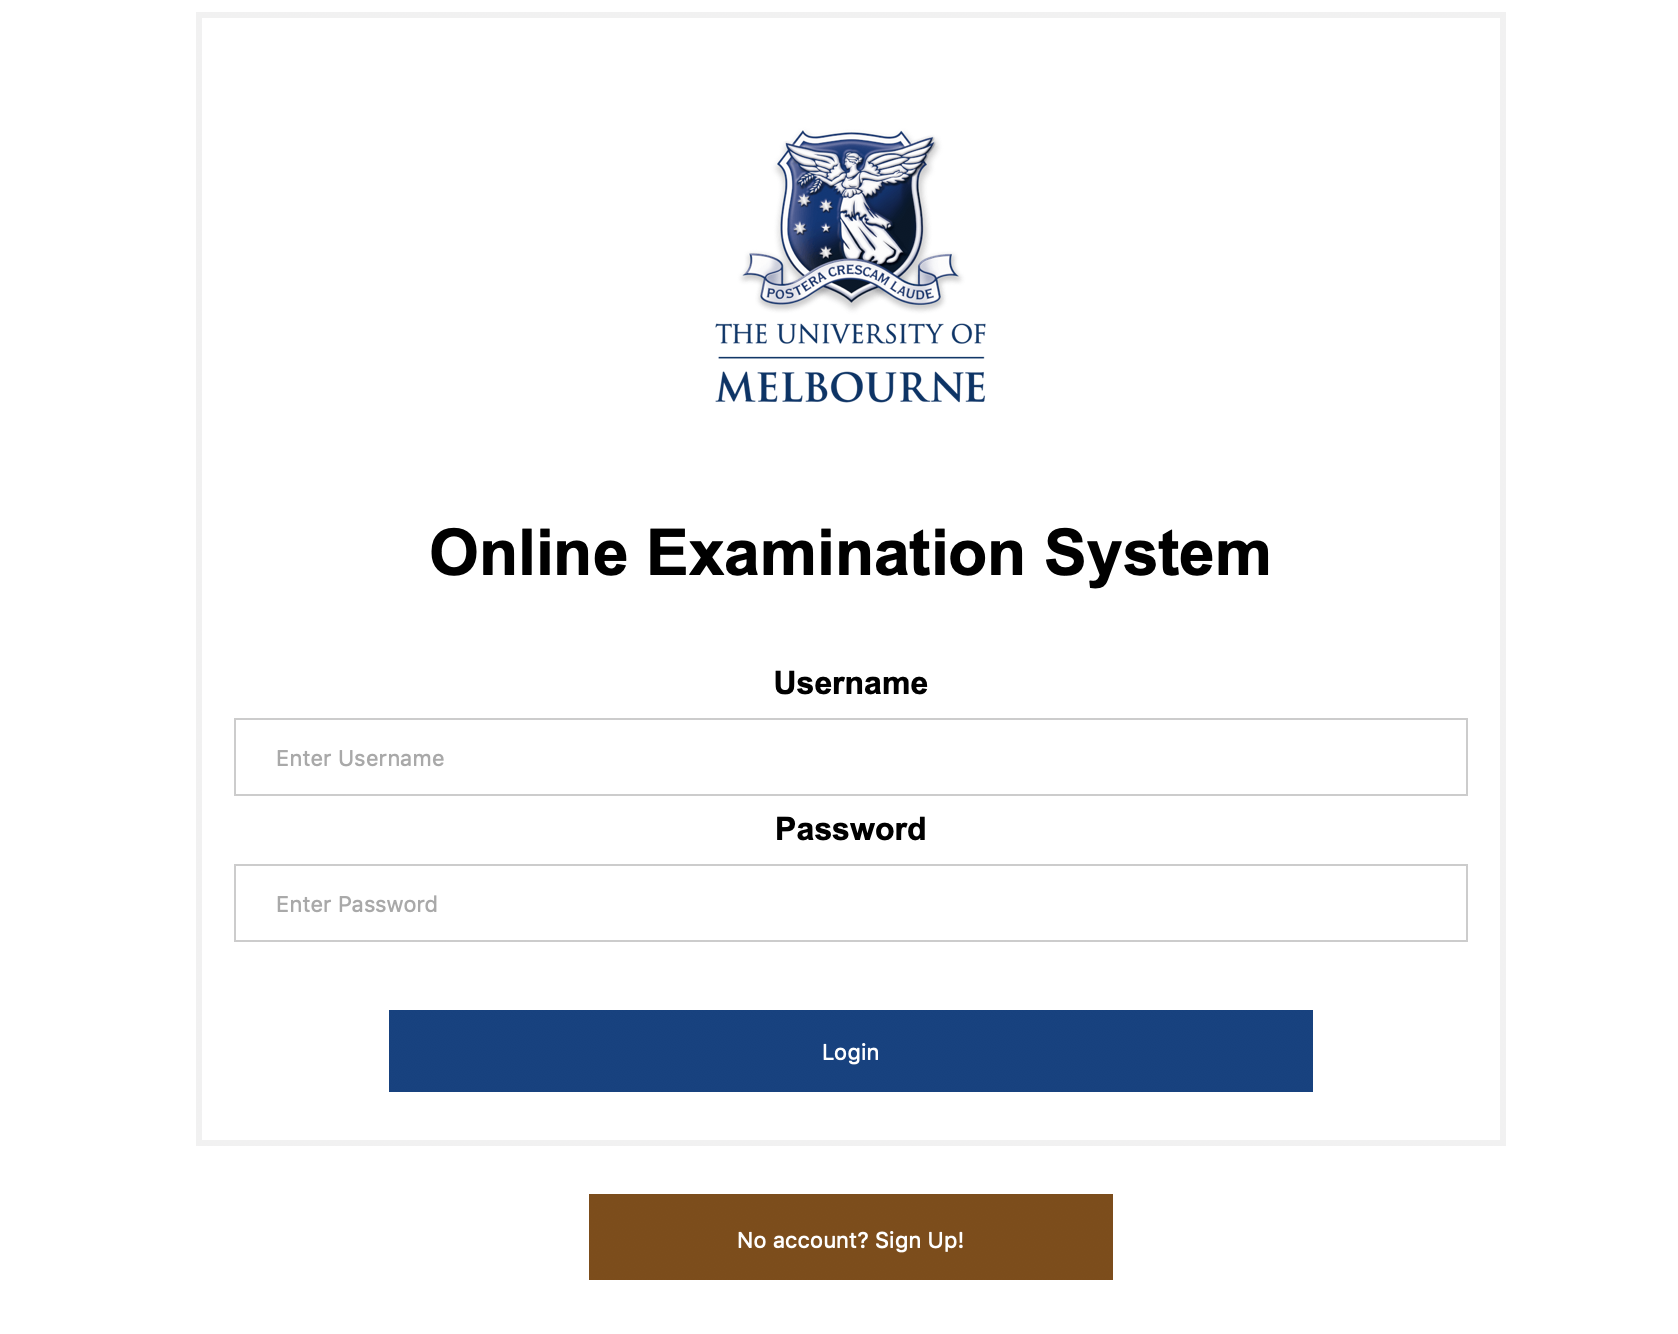 POSTERA CRESCAM LAUDE
THE UNIVERSITY OF
MELBOURNE
Online Examination System
Username
Enter Username
Password
Enter Password
Login
No account? Sign Up!